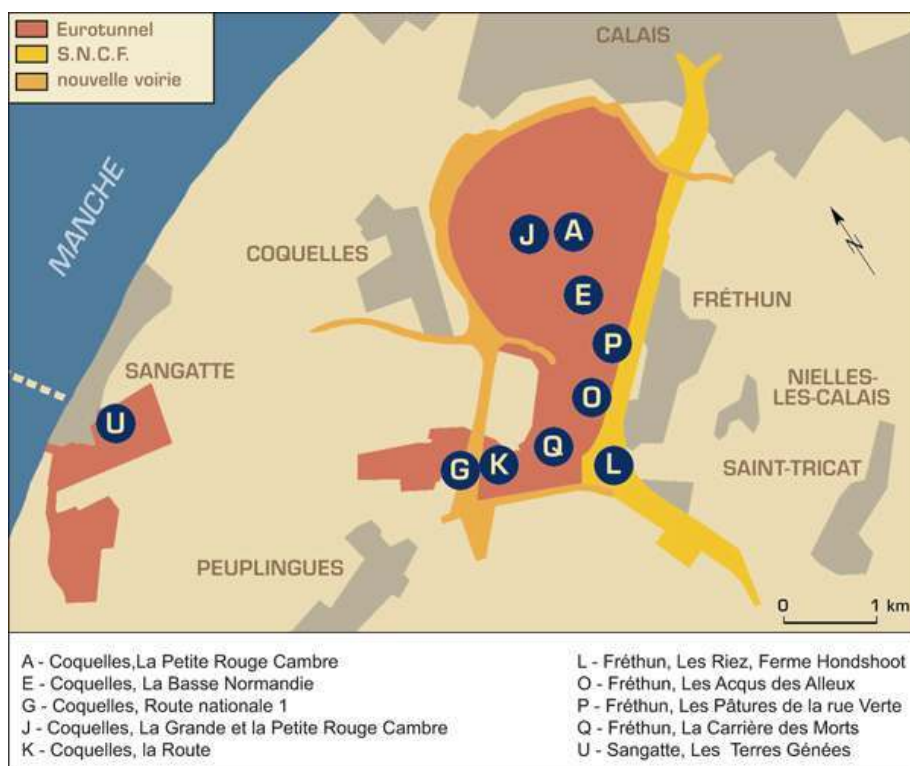 Eurotunnel
S.N.C.F.
nouvelle voirie
CALAIS
MANCHE
J
A
COQUELLES
E
FRÉTHUN
N
P
SANGATTE
NIELLES-
LES-CALAIS
O
U
Q
G
K
L
SAINT-TRICAT
PEUPLINGUES
0 1 km
A - Coquelles,La Petite Rouge Cambre
E - Coquelles, La Basse Normandie
G - Coquelles, Route nationale 1
J - Coquelles, La Grande et la Petite Rouge Cambre
K - Coquelles, la Route
L - Fréthun, Les Riez, Ferme Hondshoot
O - Fréthun, Les Acqus des Alleux
P - Fréthun, Les Pâtures de la rue Verte
Q - Fréthun, La Carrière des Morts
U - Sangatte, Les Terres Génées